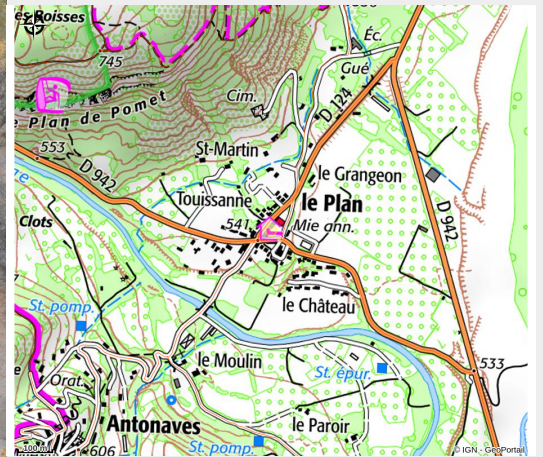 es Roisses
Éc.
745
Gué
Cim.
D 124
Plan de Pomet
553
St-Martin
D 942
le Grangeon
Touissanne
le Plan
Clots
541
Mie ann.
D 942
St. pomp.
le Château
le Moulin
533
St. épur.
Orat.
Antonaves
le Paroir
100 m
606
St. pomp.
© IGN - GeoPortail